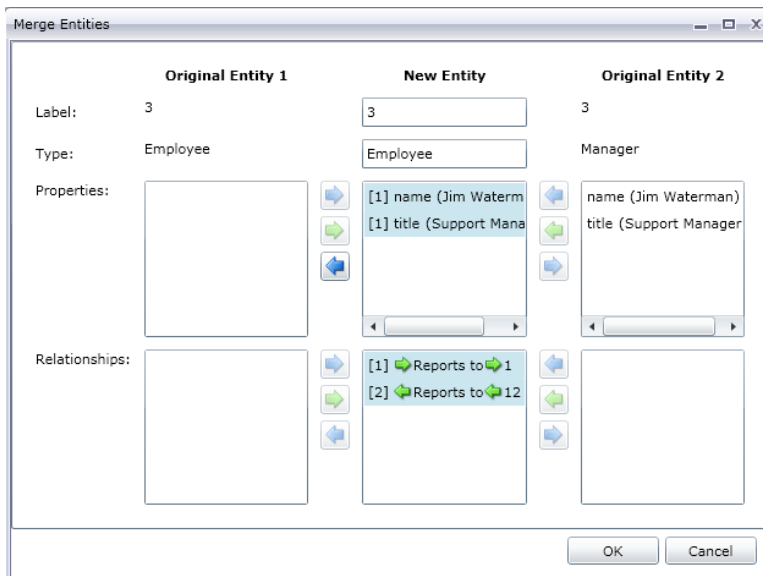 Merge Entities
Original Entity 1 New Entity Original Entity 2
Label: 3 3 3
Type: Employee Employee Manager
Properties: [1] name (Jim Waterm name (Jim Waterman)
[1] title (Support Mana title (Support Manager
Relationships: [1] Reports to 1
[2] Reports to 12
OK Cancel